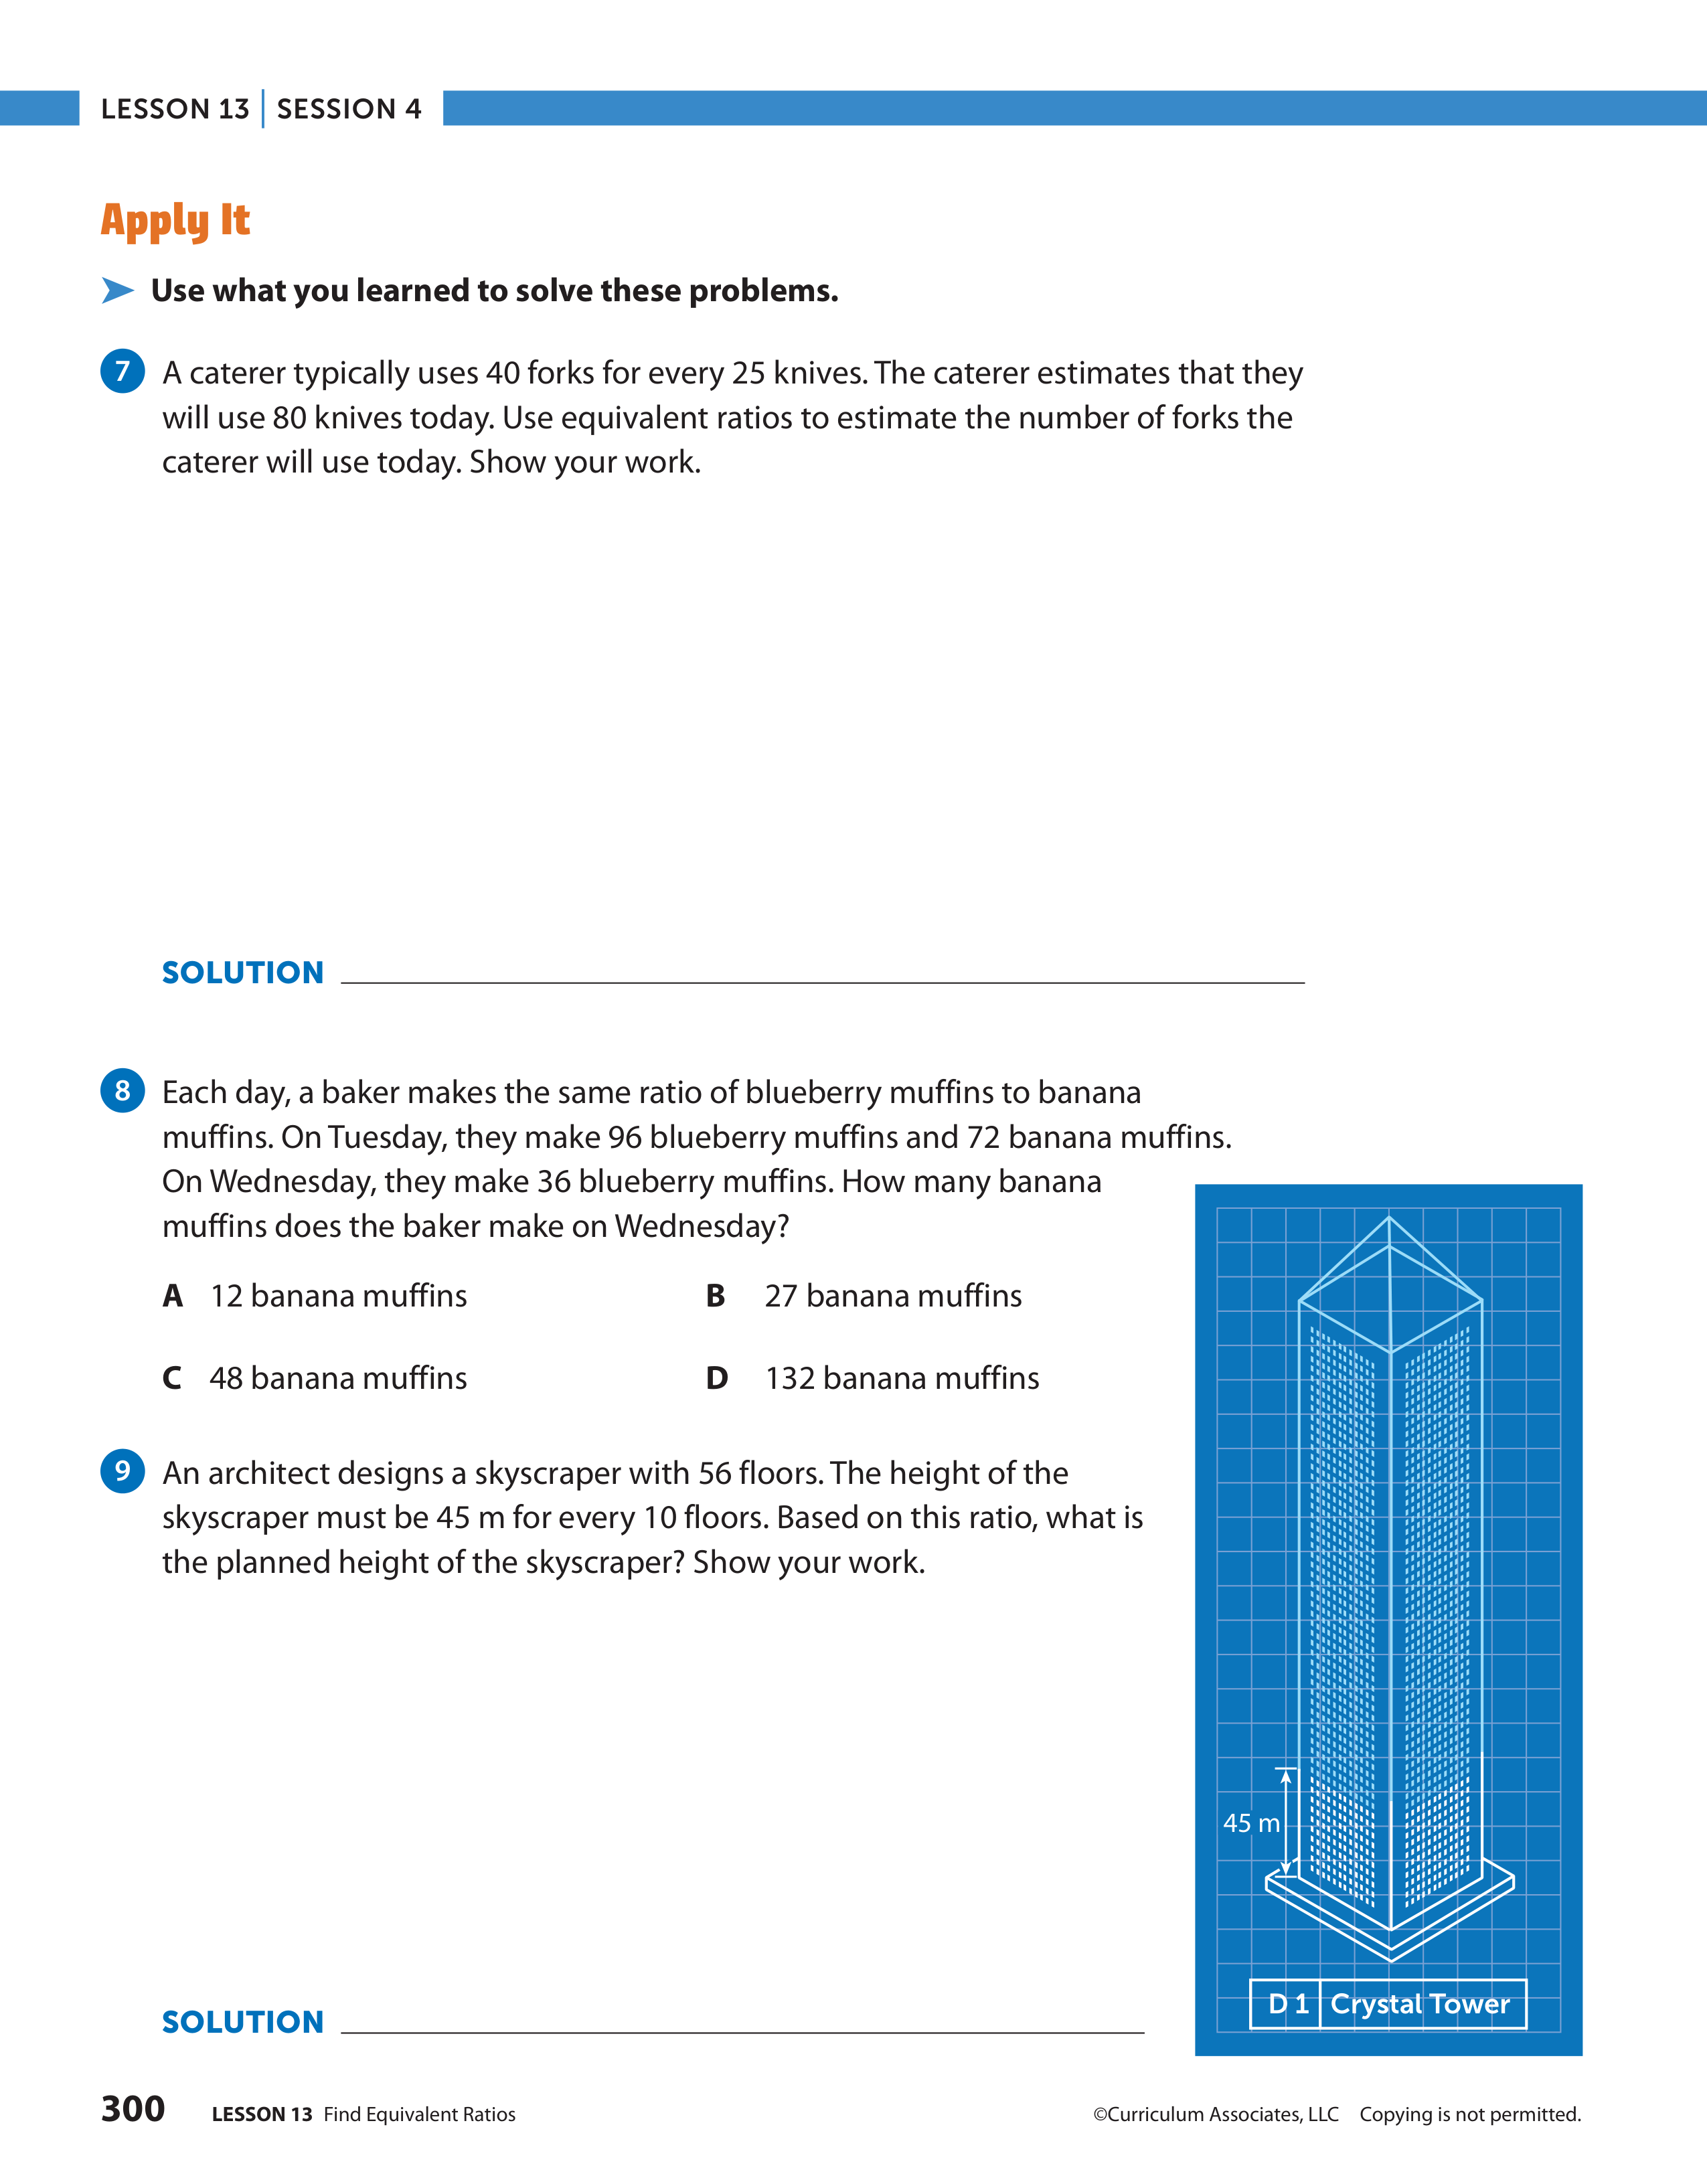 LESSON 13 | SESSION 4
Apply It
Use what you learned to solve these problems.
7 A caterer typically uses 40 forks for every 25 knives. The caterer estimates that they
will use 80 knives today. Use equivalent ratios to estimate the number of forks the
caterer will use today. Show your work.
SOLUTION
8 Each day, a baker makes the same ratio of blueberry muffins to banana
muffins. On Tuesday, they make 96 blueberry muffins and 72 banana muffins.
On Wednesday, they make 36 blueberry muffins. How many banana
muffins does the baker make on Wednesday?
A 12 banana muffins B 27 banana muffins
C 48 banana muffins D 132 banana muffins
9 An architect designs a skyscraper with 56 floors. The height of the
skyscraper must be 45 m for every 10 floors. Based on this ratio, what is
the planned height of the skyscraper? Show your work.
45 m
D 1 Crystal Tower
SOLUTION
300 LESSON 13 Find Equivalent Ratios ©Curriculum Associates, LLC Copying is not permitted.